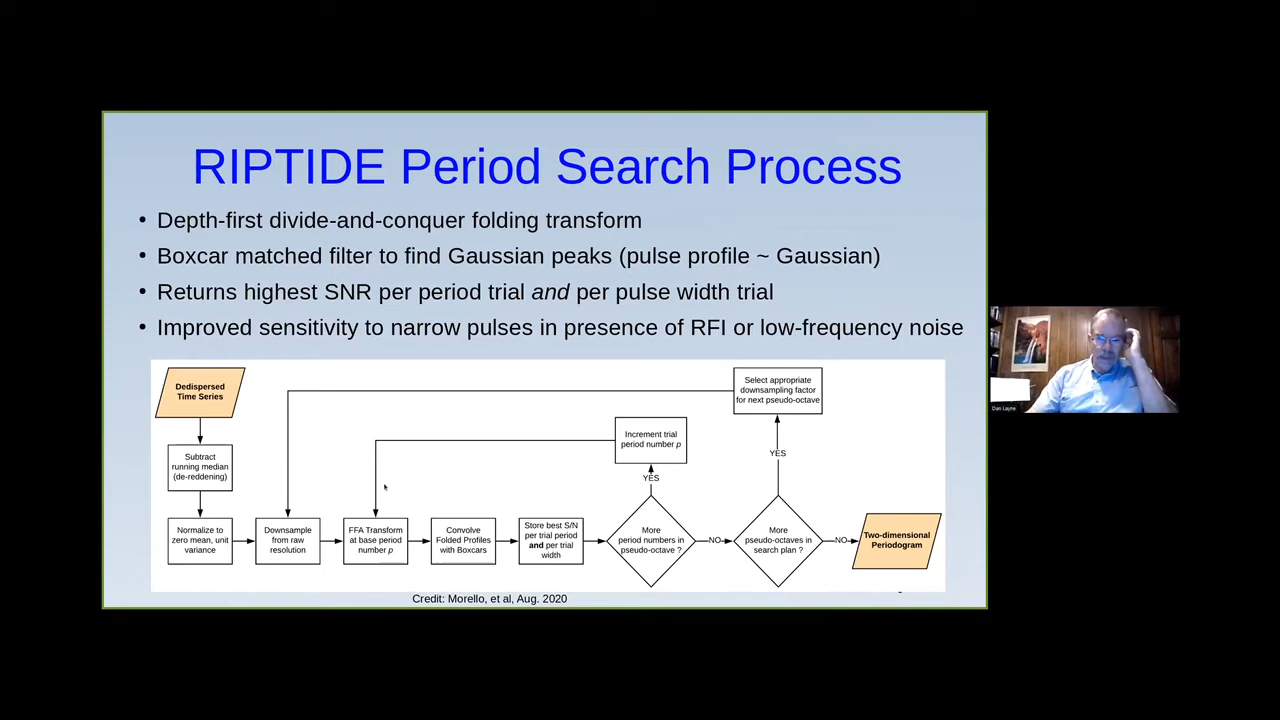 RIPTIDE Period Search Process
• Depth-first divide-and-conquer folding transform
• Boxcar matched filter to find Gaussian peaks (pulse profile ~ Gaussian)
• Returns highest SNR per period trial and per pulse width trial
• Improved sensitivity to narrow pulses in presence of RFI or low-frequency noise
Dedispersed
Time Series
Subtract
running median
(de-reddening)
Normalize to
zero mean, unit
variance
Downsample
from raw
resolution
FFA Transform
at base period
number p
Convolve
Folded Profiles
with Boxcars
Store best S/N
per trial period
and per trial
width
More
period numbers in
pseudo-octave ?
YES
Increment trial
period number p
NO
More
pseudo-octaves in
search plan ?
YES
Select appropriate
downsampling factor
for next pseudo-octave
NO
Two-dimensional
Periodogram
Credit: Morello, et al, Aug. 2020
Dan Layne